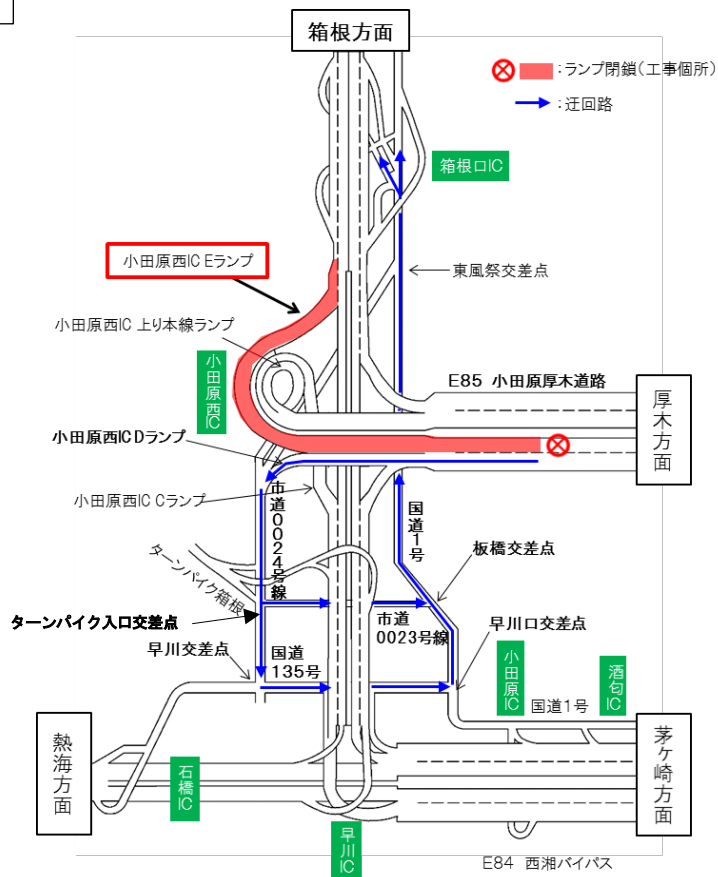 箱根方面
:ランプ閉鎖(工事個所)
:迂回路
箱根口IC
小田原西IC Eランプ
東風祭交差点
小田原西IC 上り本線ランプ
小田原西IC
E85 小田原厚木道路
厚木方面
小田原西IC Dランプ
小田原西IC Cランプ
市道0024号線
国道1号
板橋交差点
ターンパイク箱根
ターンパイク入口交差点
市道
0023号線
早川口交差点
早川交差点
国道
135号
小田原IC
酒匂IC
国道1号
熱海方面
石橋IC
茅ヶ崎方面
早川IC
E84 西湘バイパス